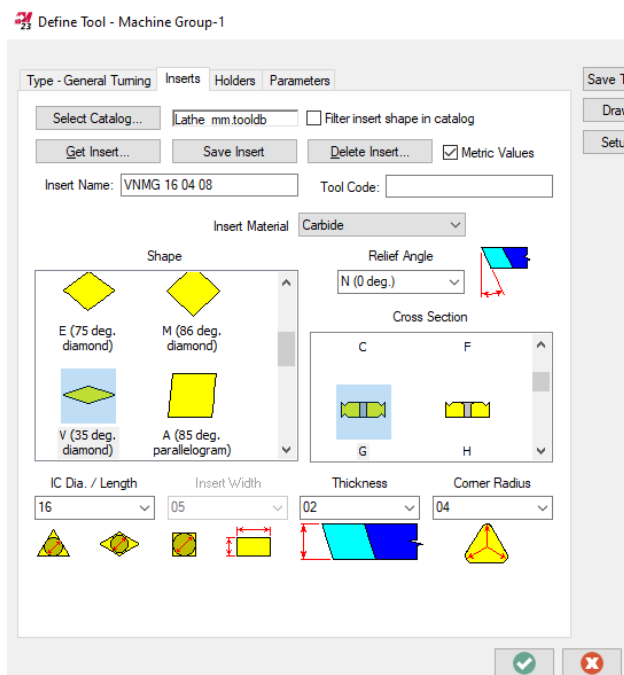 23 Define Tool - Machine Group-1
Type - General Turning Inserts Holders Parameters
Select Catalog... Lathe mm.tooldb Filter insert shape in catalog
Get Insert... Save Insert Delete Insert... Metric Values
Insert Name: VNMG 16 04 08 Tool Code:
Insert Material Carbide
Shape
E (75 deg. diamond)
M (86 deg. diamond)
V (35 deg. diamond)
A (85 deg. parallelogram)
Relief Angle
N (0 deg.)
Cross Section
C F
G H
IC Dia. / Length Insert Width Thickness Corner Radius
16 05 02 04
Save T
Draw
Setu